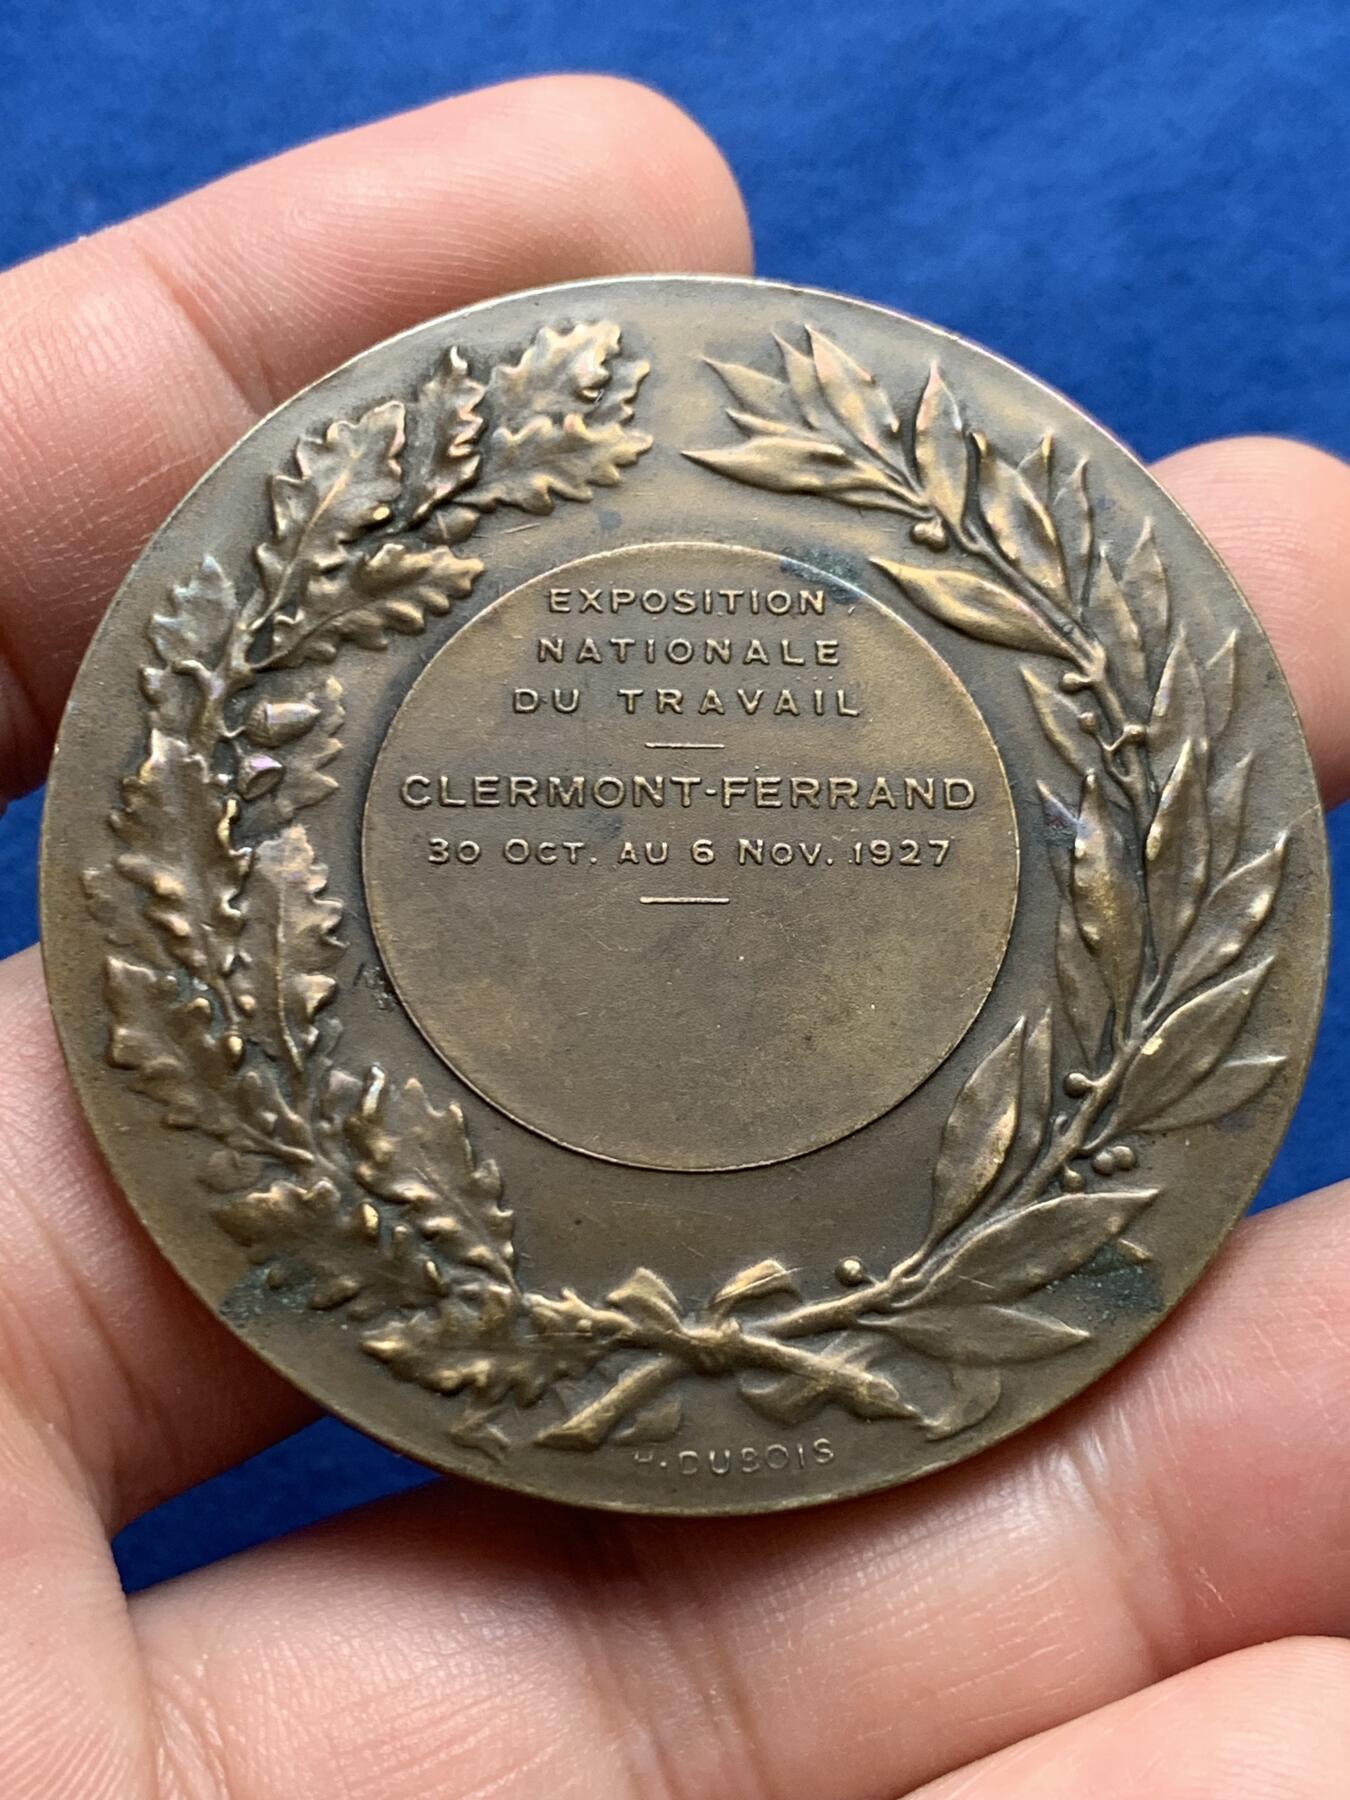 EXPOSITION
NATIONALE
DU TRAVAIL
CLERMONT-FERRAND
30 OCT. AU 6 NOV. 1927
H. DUBOIS